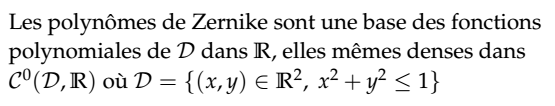 Les polynômes de Zernike sont une base des fonctions
polynomiales de 𝒟 dans ℝ, elles mêmes denses dans
𝒞⁰(𝒟, ℝ) où 𝒟 = {(x, y) ∈ ℝ², x² + y² ≤ 1}